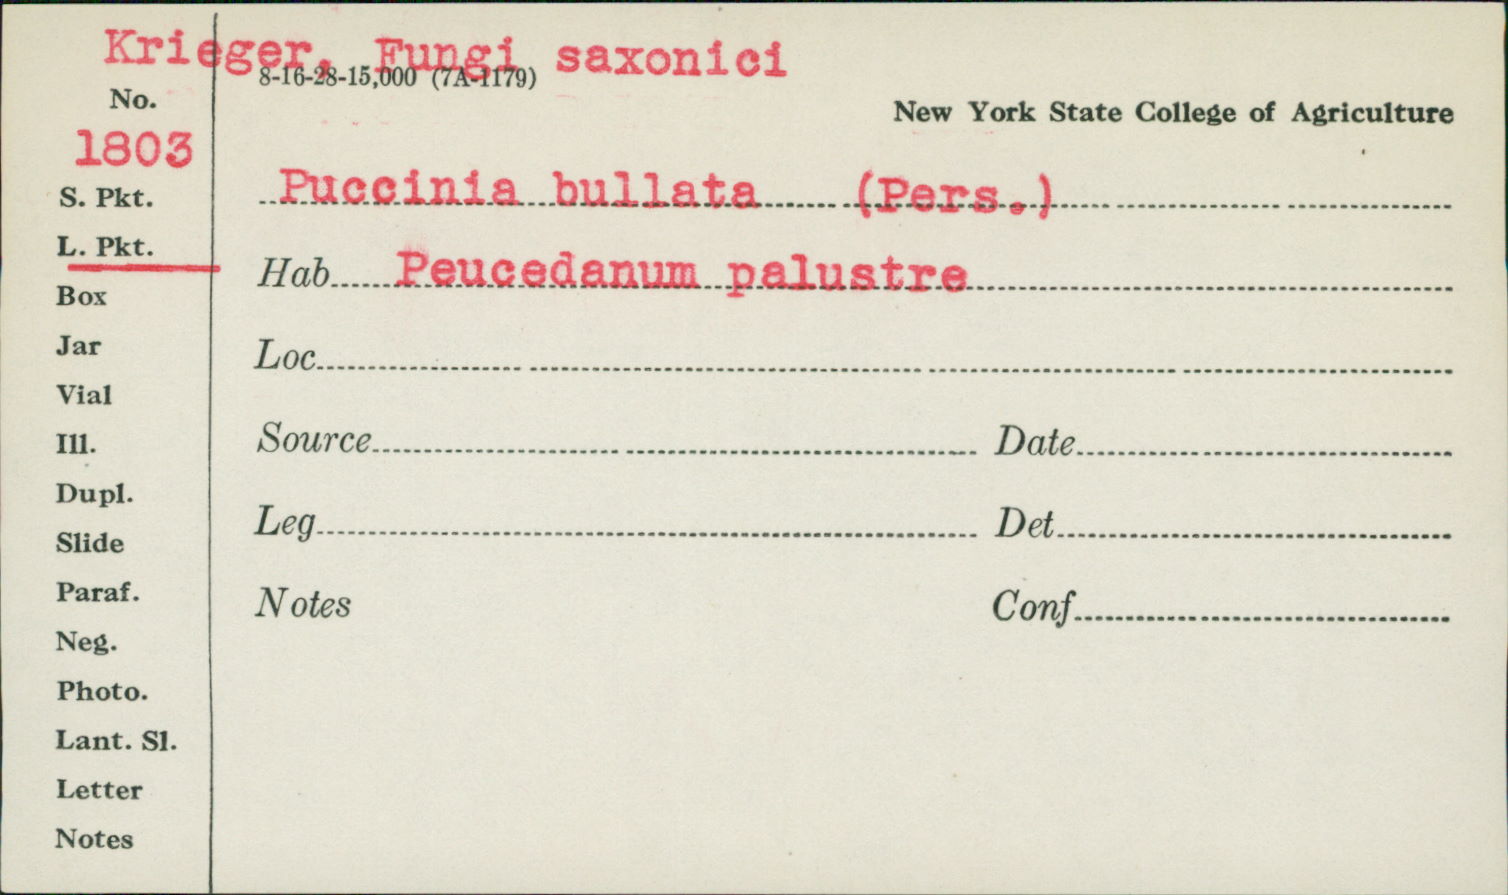 Krieger, Fungi saxonici
8-16-28-15,000 (7A-1179)
No.
New York State College of Agriculture
1803
Puccinia bullata (Pers.)
S. Pkt.
L. Pkt.
Hab. Peucedanum palustre
Box
Jar
Loc.
Vial
Ill.
Source
Date
Dupl.
Leg
Det
Slide
Paraf.
Notes
Conf
Neg.
Photo.
Lant. Sl.
Letter
Notes